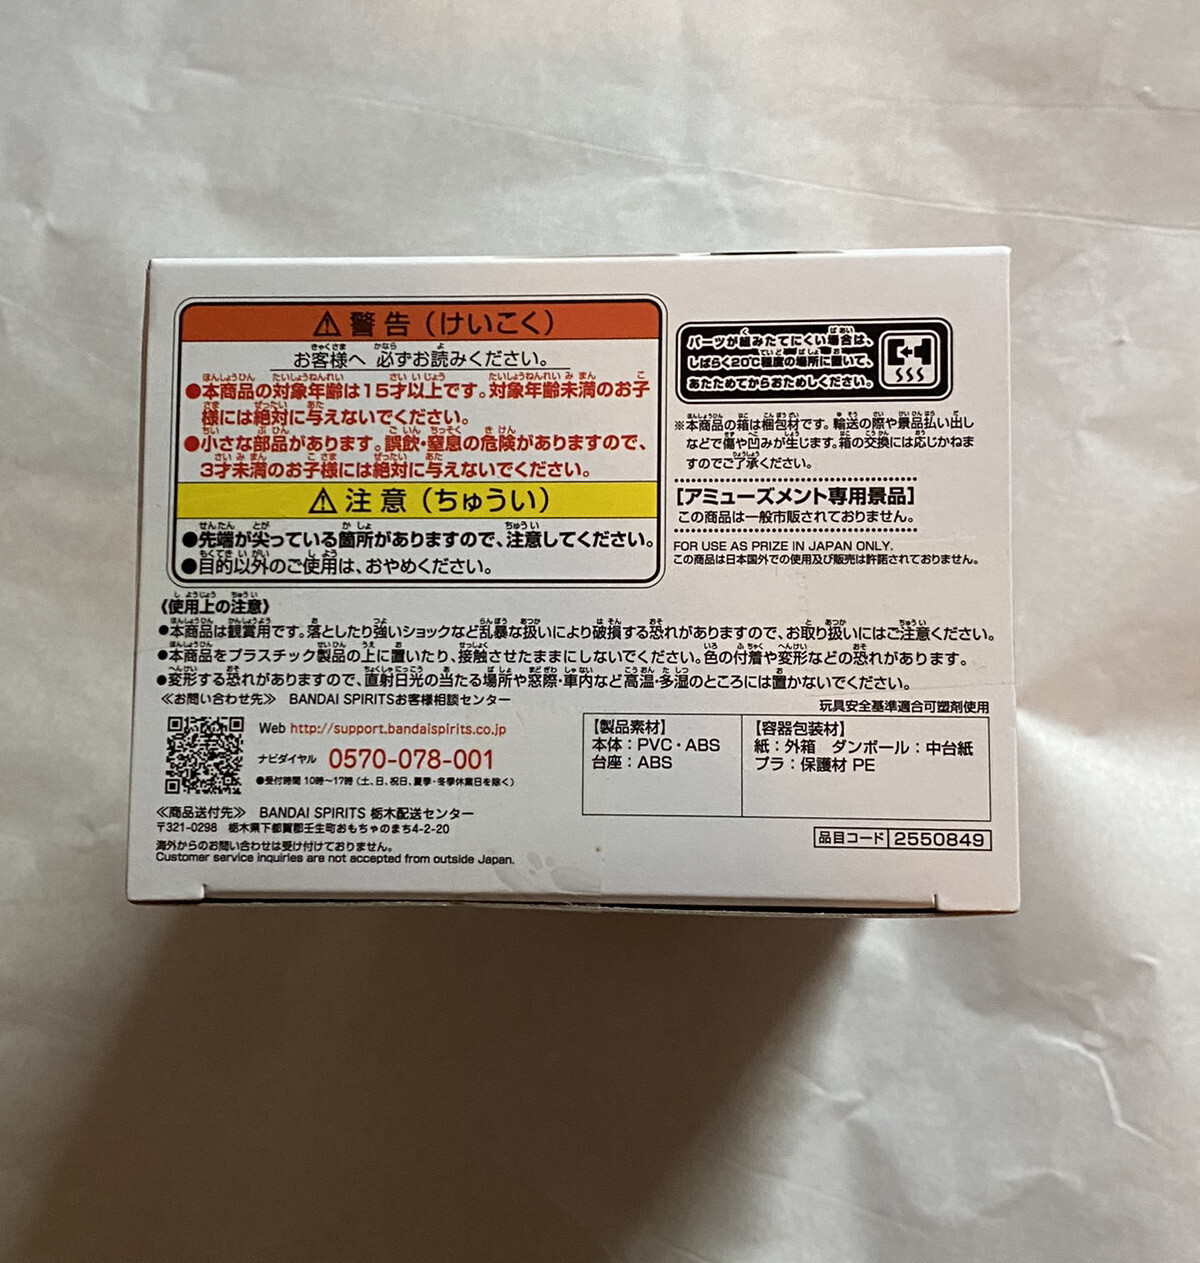 ⚠警告(けいこく)
お客様へ 必ずお読みください。
●本商品の対象年齢は15才以上です。対象年齢未満のお子
様には絶対に与えないでください。
●小さな部品があります。誤飲・窒息の危険がありますので、
3才未満のお子様には絶対に与えないでください。
⚠注意(ちゅうい)
●先端が尖っている箇所がありますので、注意してください。
●目的以外のご使用は、おやめください。
パーツが組みたてにくい場合は、
しばらく20℃程度の場所に置いて、
あたためてからおためしください。
※本商品の箱は梱包材です。輸送の際や景品払い出し
などで傷や凹みが生じます。箱の交換には応じかねま
すのでご了承ください。
[アミューズメント専用景品]
この商品は一般市販されておりません。
FOR USE AS PRIZE IN JAPAN ONLY.
この商品は日本国外での使用及び販売は許諾されておりません。
《使用上の注意》
●本商品は観賞用です。落としたり強いショックなど乱暴な扱いにより破損する恐れがありますので、お取り扱いにはご注意ください。
●本商品をプラスチック製品の上に置いたり、接触させたままにしないでください。色の付着や変形などの恐れがあります。
●変形する恐れがありますので、直射日光の当たる場所や窓際・車内など高温・多湿のところには置かないでください。
≪お問い合わせ先≫ BANDAI SPIRITSお客様相談センター
Web http://support.bandaispirits.co.jp
ナビダイヤル 0570-078-001
●受付時間 10時〜17時(土、日、祝日、夏季・冬季休業日を除く)
≪商品送付先≫ BANDAI SPIRITS 栃木配送センター
〒321-0298 栃木県下都賀郡壬生町おもちゃのまち4-2-20
海外からのお問い合わせは受け付けておりません。
Customer service inquiries are not accepted from outside Japan.
玩具安全基準適合可塑剤使用
【製品素材】
本体:PVC・ABS
台座:ABS
【容器包装材】
紙:外箱 ダンボール:中台紙
プラ:保護材 PE
品目コード 2550849